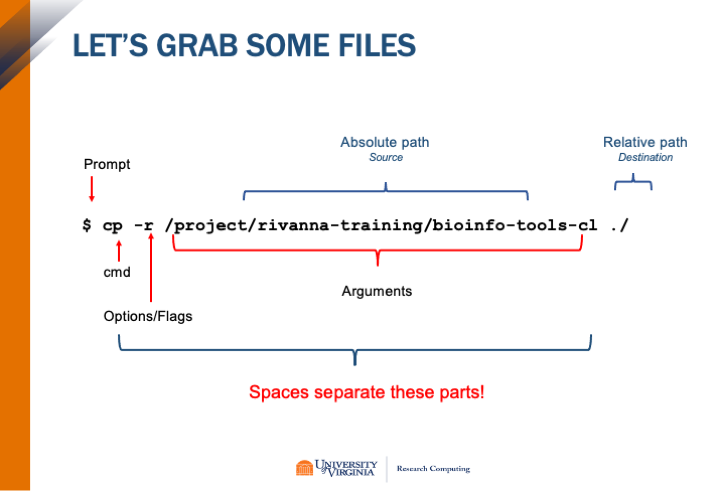 LET'S GRAB SOME FILES
Absolute path
Source
Relative path
Destination
Prompt
$ cp -r /project/rivanna-training/bioinfo-tools-cl ./
cmd
Arguments
Options/Flags
Spaces separate these parts!
UNIVERSITY
of VIRGINIA
Research Computing